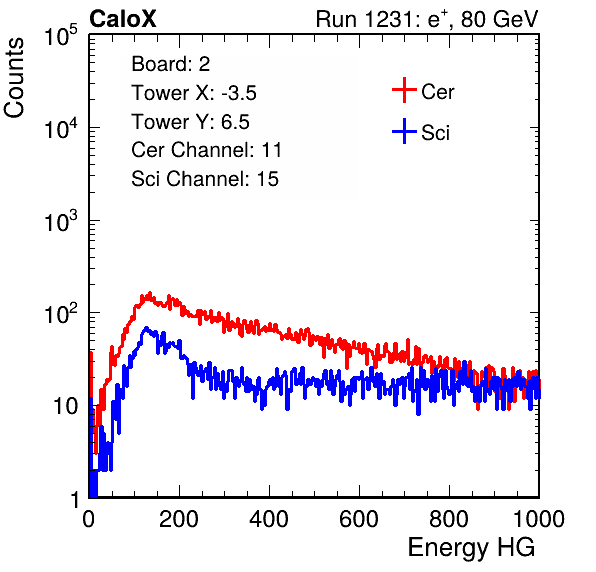 CaloX Run 1231: e⁺, 80 GeV
Counts
10⁵
10⁴
10³
10²
10
1
Board: 2
Tower X: -3.5
Tower Y: 6.5
Cer Channel: 11
Sci Channel: 15
Cer
Sci
0 200 400 600 800 1000
Energy HG